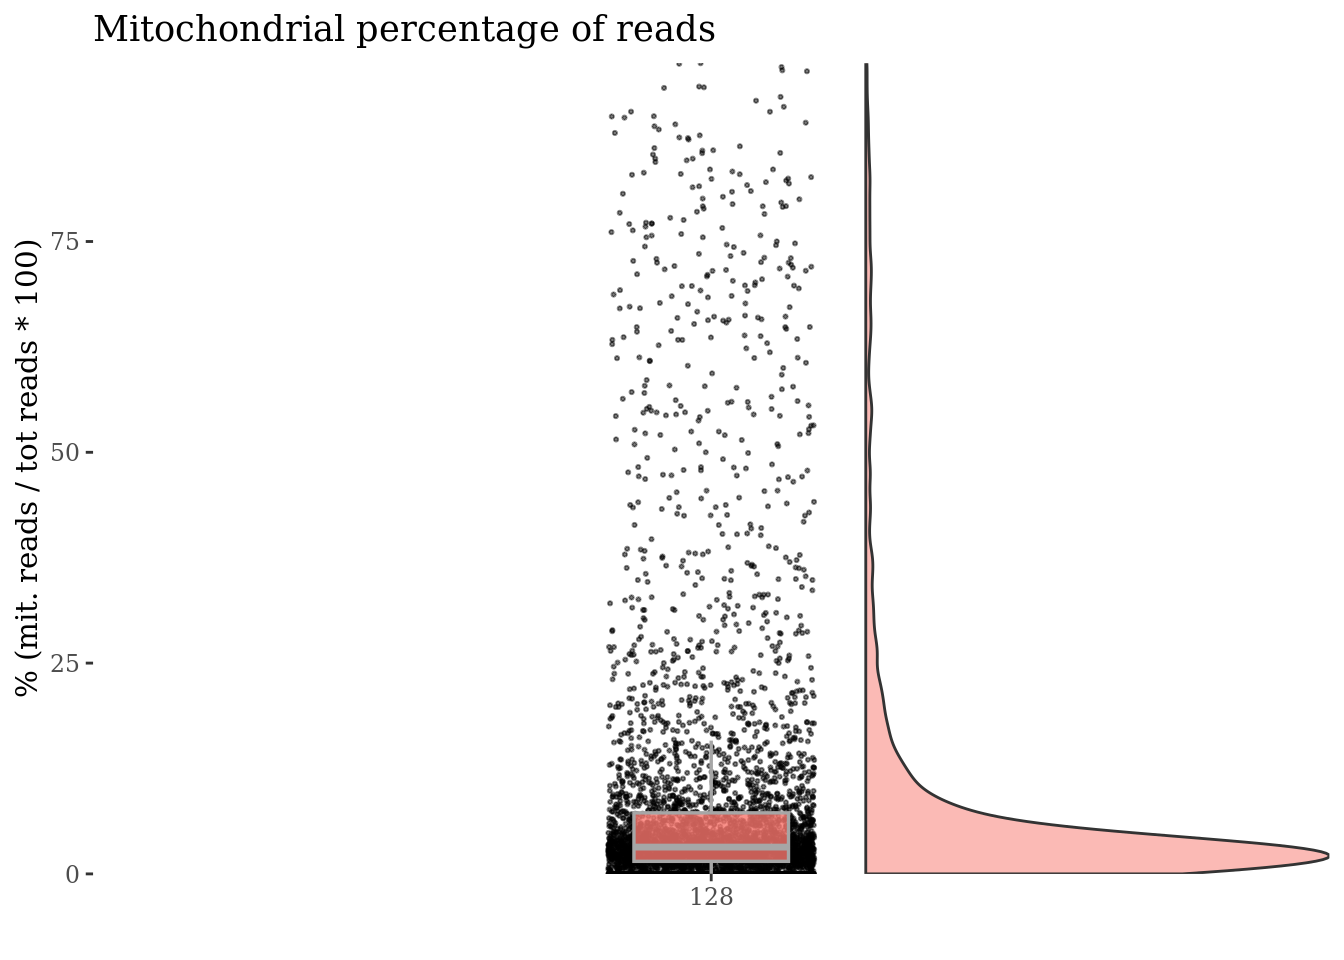 Mitochondrial percentage of reads
% (mit. reads / tot reads * 100)
75
50
25
0
128